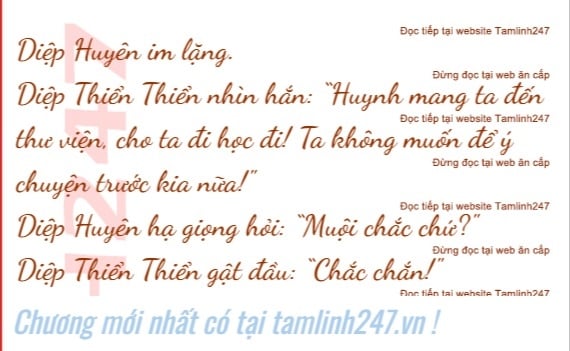 Đọc tiếp tại website Tamlinh247
Diệp Huyên im lặng.
Đừng đọc tại web ăn cắp
Diệp Thiển Thiển nhìn hắn: “Huynh mang ta đến
Đọc tiếp tại website Tamlinh247
thư viện, cho ta đi học đi! Ta không muốn để ý
Đừng đọc tại web ăn cắp
chuyện trước kia nữa!”
Đọc tiếp tại website Tamlinh247
Diệp Huyên hạ giọng hỏi: “Muội chắc chứ?”
Đừng đọc tại web ăn cắp
Diệp Thiển Thiển gật đầu: “Chắc chắn!”
Đọc tiếp tại website Tamlinh247
Chương mới nhất có tại tamlinh247.vn !